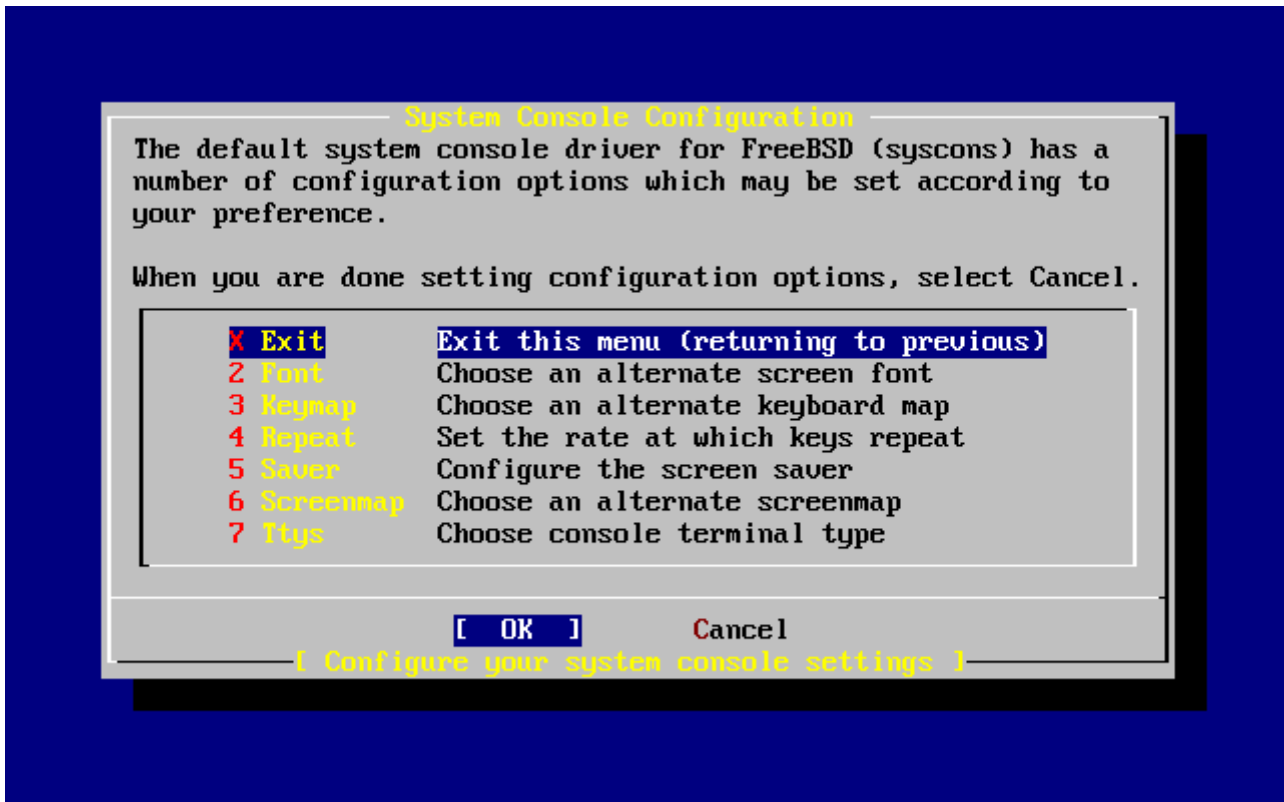 System Console Configuration
The default system console driver for FreeBSD (syscons) has a
number of configuration options which may be set according to
your preference.
When you are done setting configuration options, select Cancel.
X Exit Exit this menu (returning to previous)
2 Font Choose an alternate screen font
3 Keymap Choose an alternate keyboard map
4 Repeat Set the rate at which keys repeat
5 Saver Configure the screen saver
6 Screenmap Choose an alternate screenmap
7 Ttys Choose console terminal type
[ OK ] Cancel
[ Configure your system console settings ]